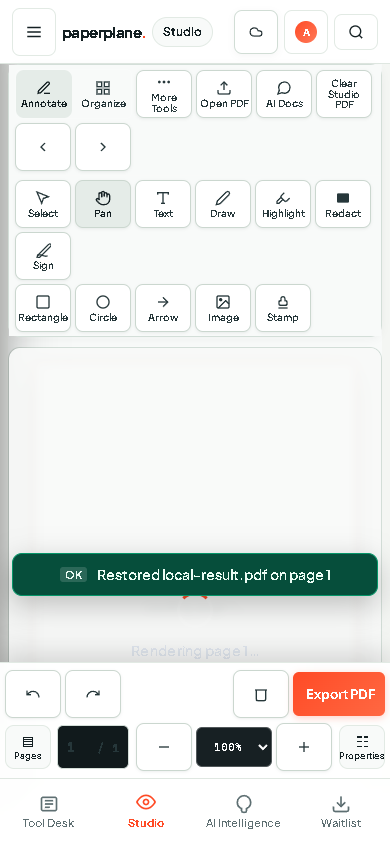 paperplane. Studio A
Annotate Organize More Tools Open PDF AI Docs Clear Studio PDF
Select Pan Text Draw Highlight Redact
Sign
Rectangle Circle Arrow Image Stamp
OK Restored local-result.pdf on page 1
Rendering page 1...
Export PDF
Pages 1 / 1 100% Properties
Tool Desk Studio AI Intelligence Waitlist